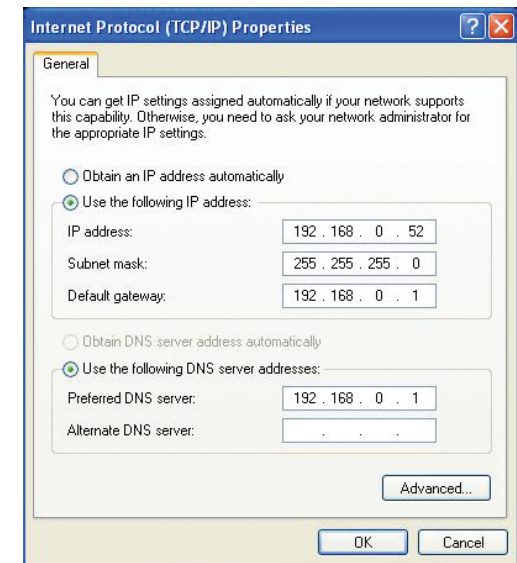 Internet Protocol (TCP/IP) Properties
General
You can get IP settings assigned automatically if your network supports
this capability. Otherwise, you need to ask your network administrator for
the appropriate IP settings.
Obtain an IP address automatically
Use the following IP address:
IP address: 192 . 168 . 0 . 52
Subnet mask: 255 . 255 . 255 . 0
Default gateway: 192 . 168 . 0 . 1
Obtain DNS server address automatically
Use the following DNS server addresses:
Preferred DNS server: 192 . 168 . 0 . 1
Alternate DNS server: . . .
Advanced...
OK Cancel